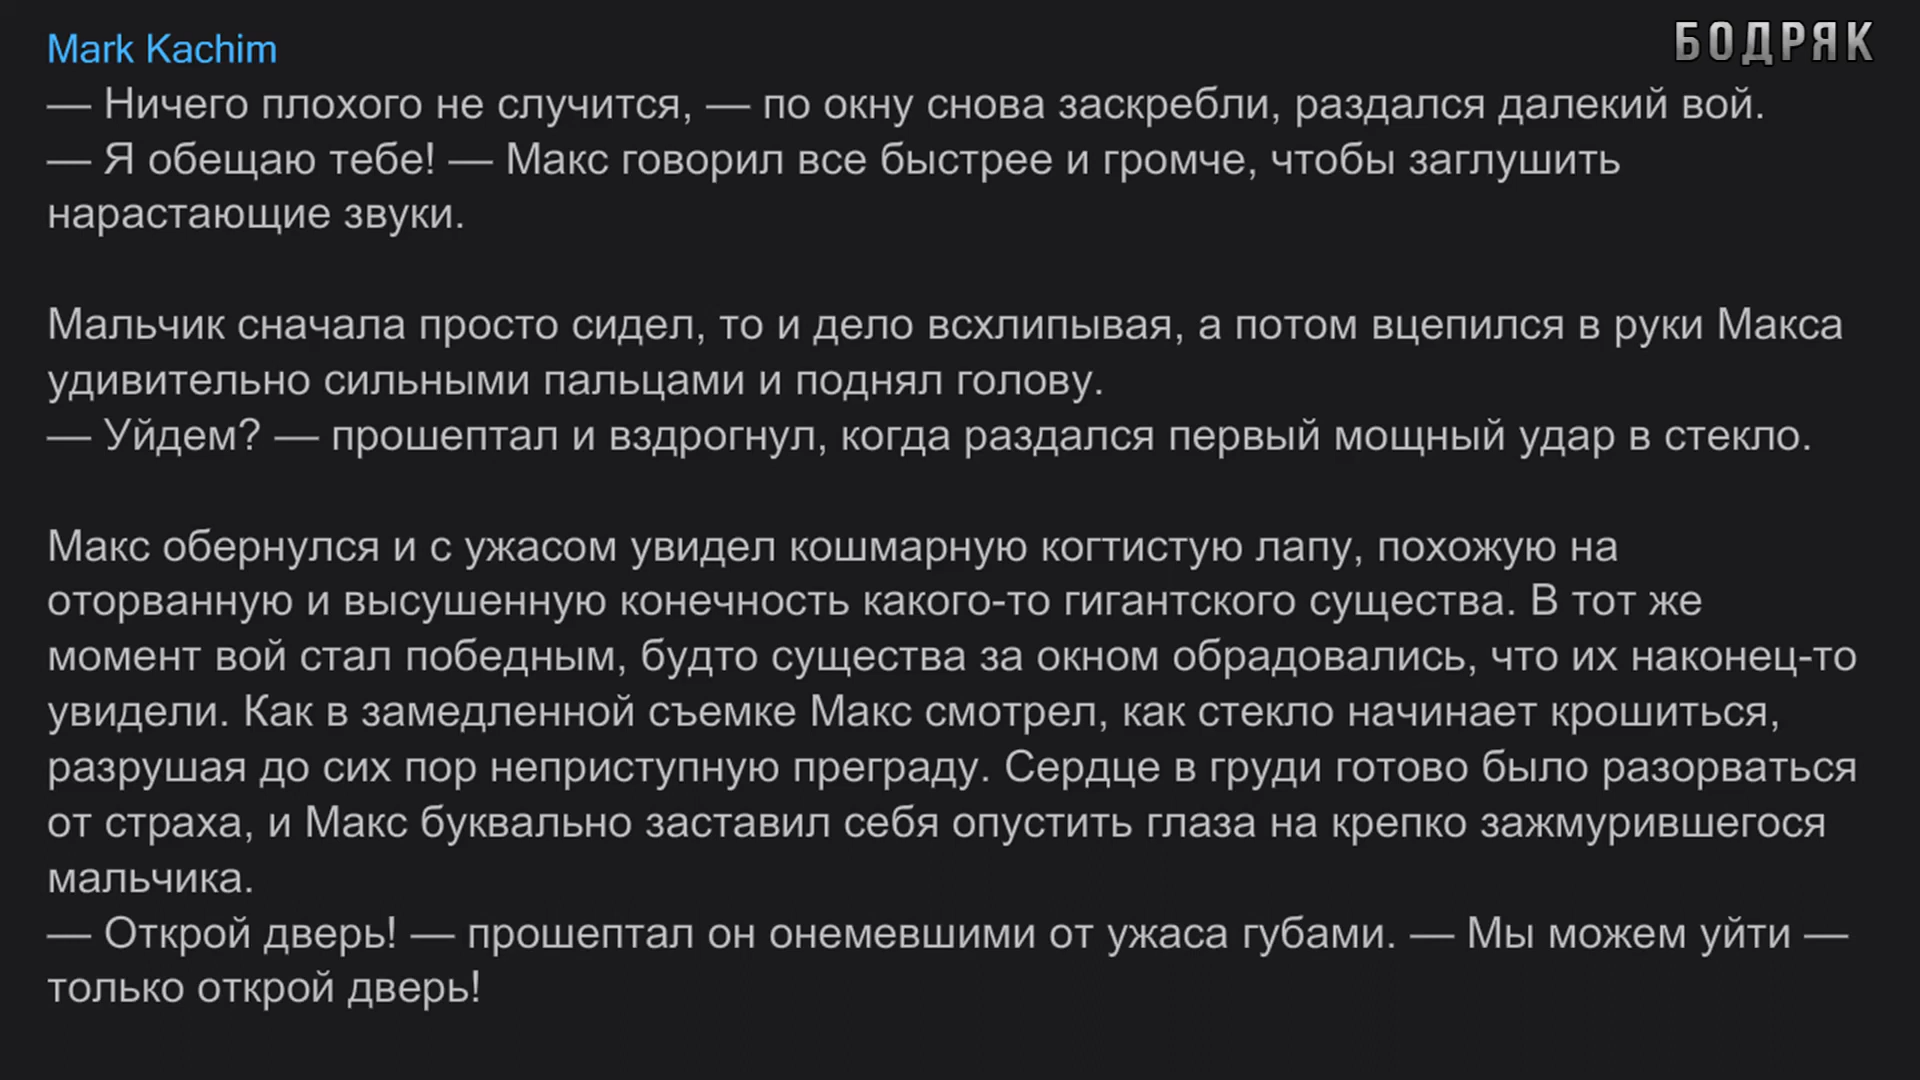 Mark Kachim
БОДРЯК
— Ничего плохого не случится, — по окну снова заскребли, раздался далекий вой.
— Я обещаю тебе! — Макс говорил все быстрее и громче, чтобы заглушить
нарастающие звуки.
Мальчик сначала просто сидел, то и дело всхлипывая, а потом вцепился в руки Макса
удивительно сильными пальцами и поднял голову.
— Уйдем? — прошептал и вздрогнул, когда раздался первый мощный удар в стекло.
Макс обернулся и с ужасом увидел кошмарную когтистую лапу, похожую на
оторванную и высушенную конечность какого-то гигантского существа. В тот же
момент вой стал победным, будто существа за окном обрадовались, что их наконец-то
увидели. Как в замедленной съемке Макс смотрел, как стекло начинает крошиться,
разрушая до сих пор неприступную преграду. Сердце в груди готово было разорваться
от страха, и Макс буквально заставил себя опустить глаза на крепко зажмурившегося
мальчика.
— Открой дверь! — прошептал он онемевшими от ужаса губами. — Мы можем уйти —
только открой дверь!